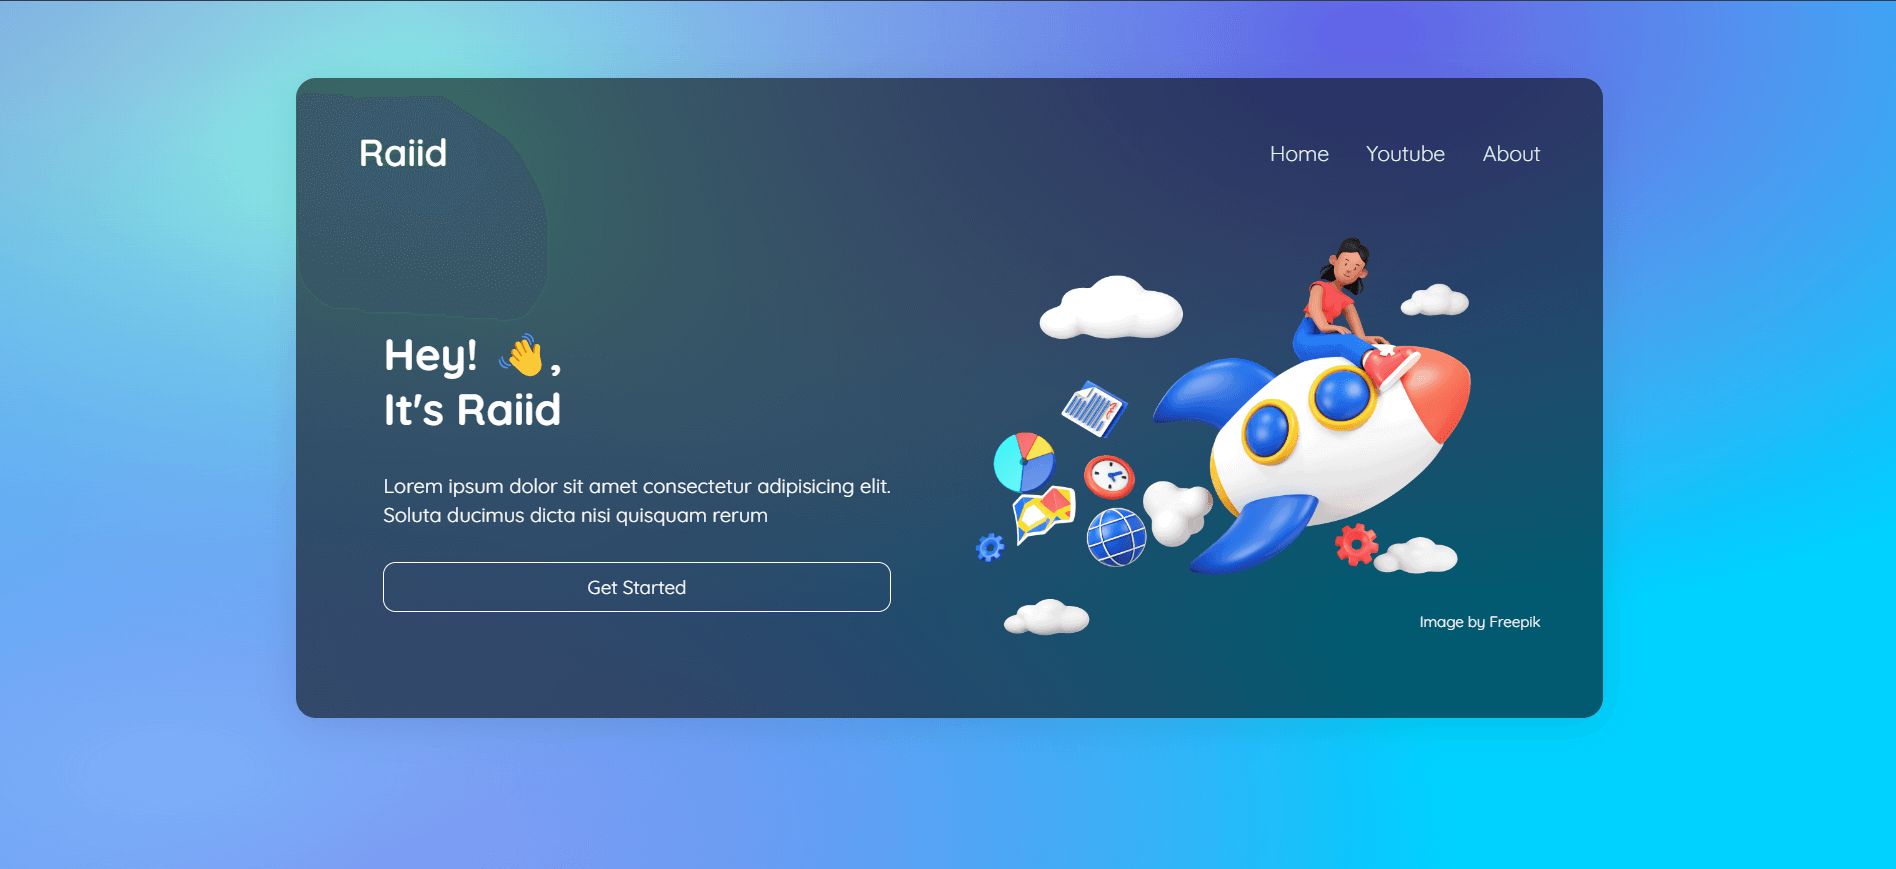 Raiid
Home Youtube About
Hey! 👋,
It's Raiid
Lorem ipsum dolor sit amet consectetur adipisicing elit.
Soluta ducimus dicta nisi quisquam rerum
Get Started
Image by Freepik